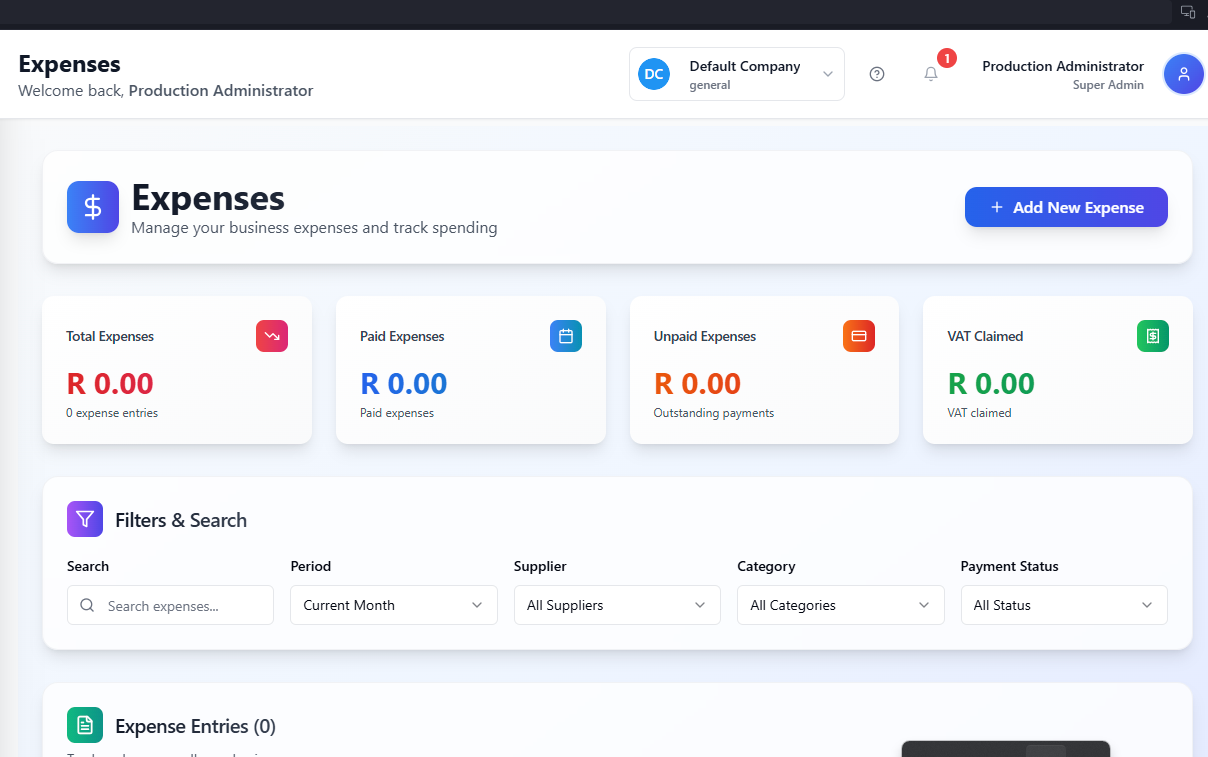 Expenses
Welcome back, Production Administrator
DC
Default Company
general
1
Production Administrator
Super Admin
Expenses
Manage your business expenses and track spending
Add New Expense
Total Expenses
R 0.00
0 expense entries
Paid Expenses
R 0.00
Paid expenses
Unpaid Expenses
R 0.00
Outstanding payments
VAT Claimed
R 0.00
VAT claimed
Filters & Search
Search
Search expenses...
Period
Current Month
Supplier
All Suppliers
Category
All Categories
Payment Status
All Status
Expense Entries (0)